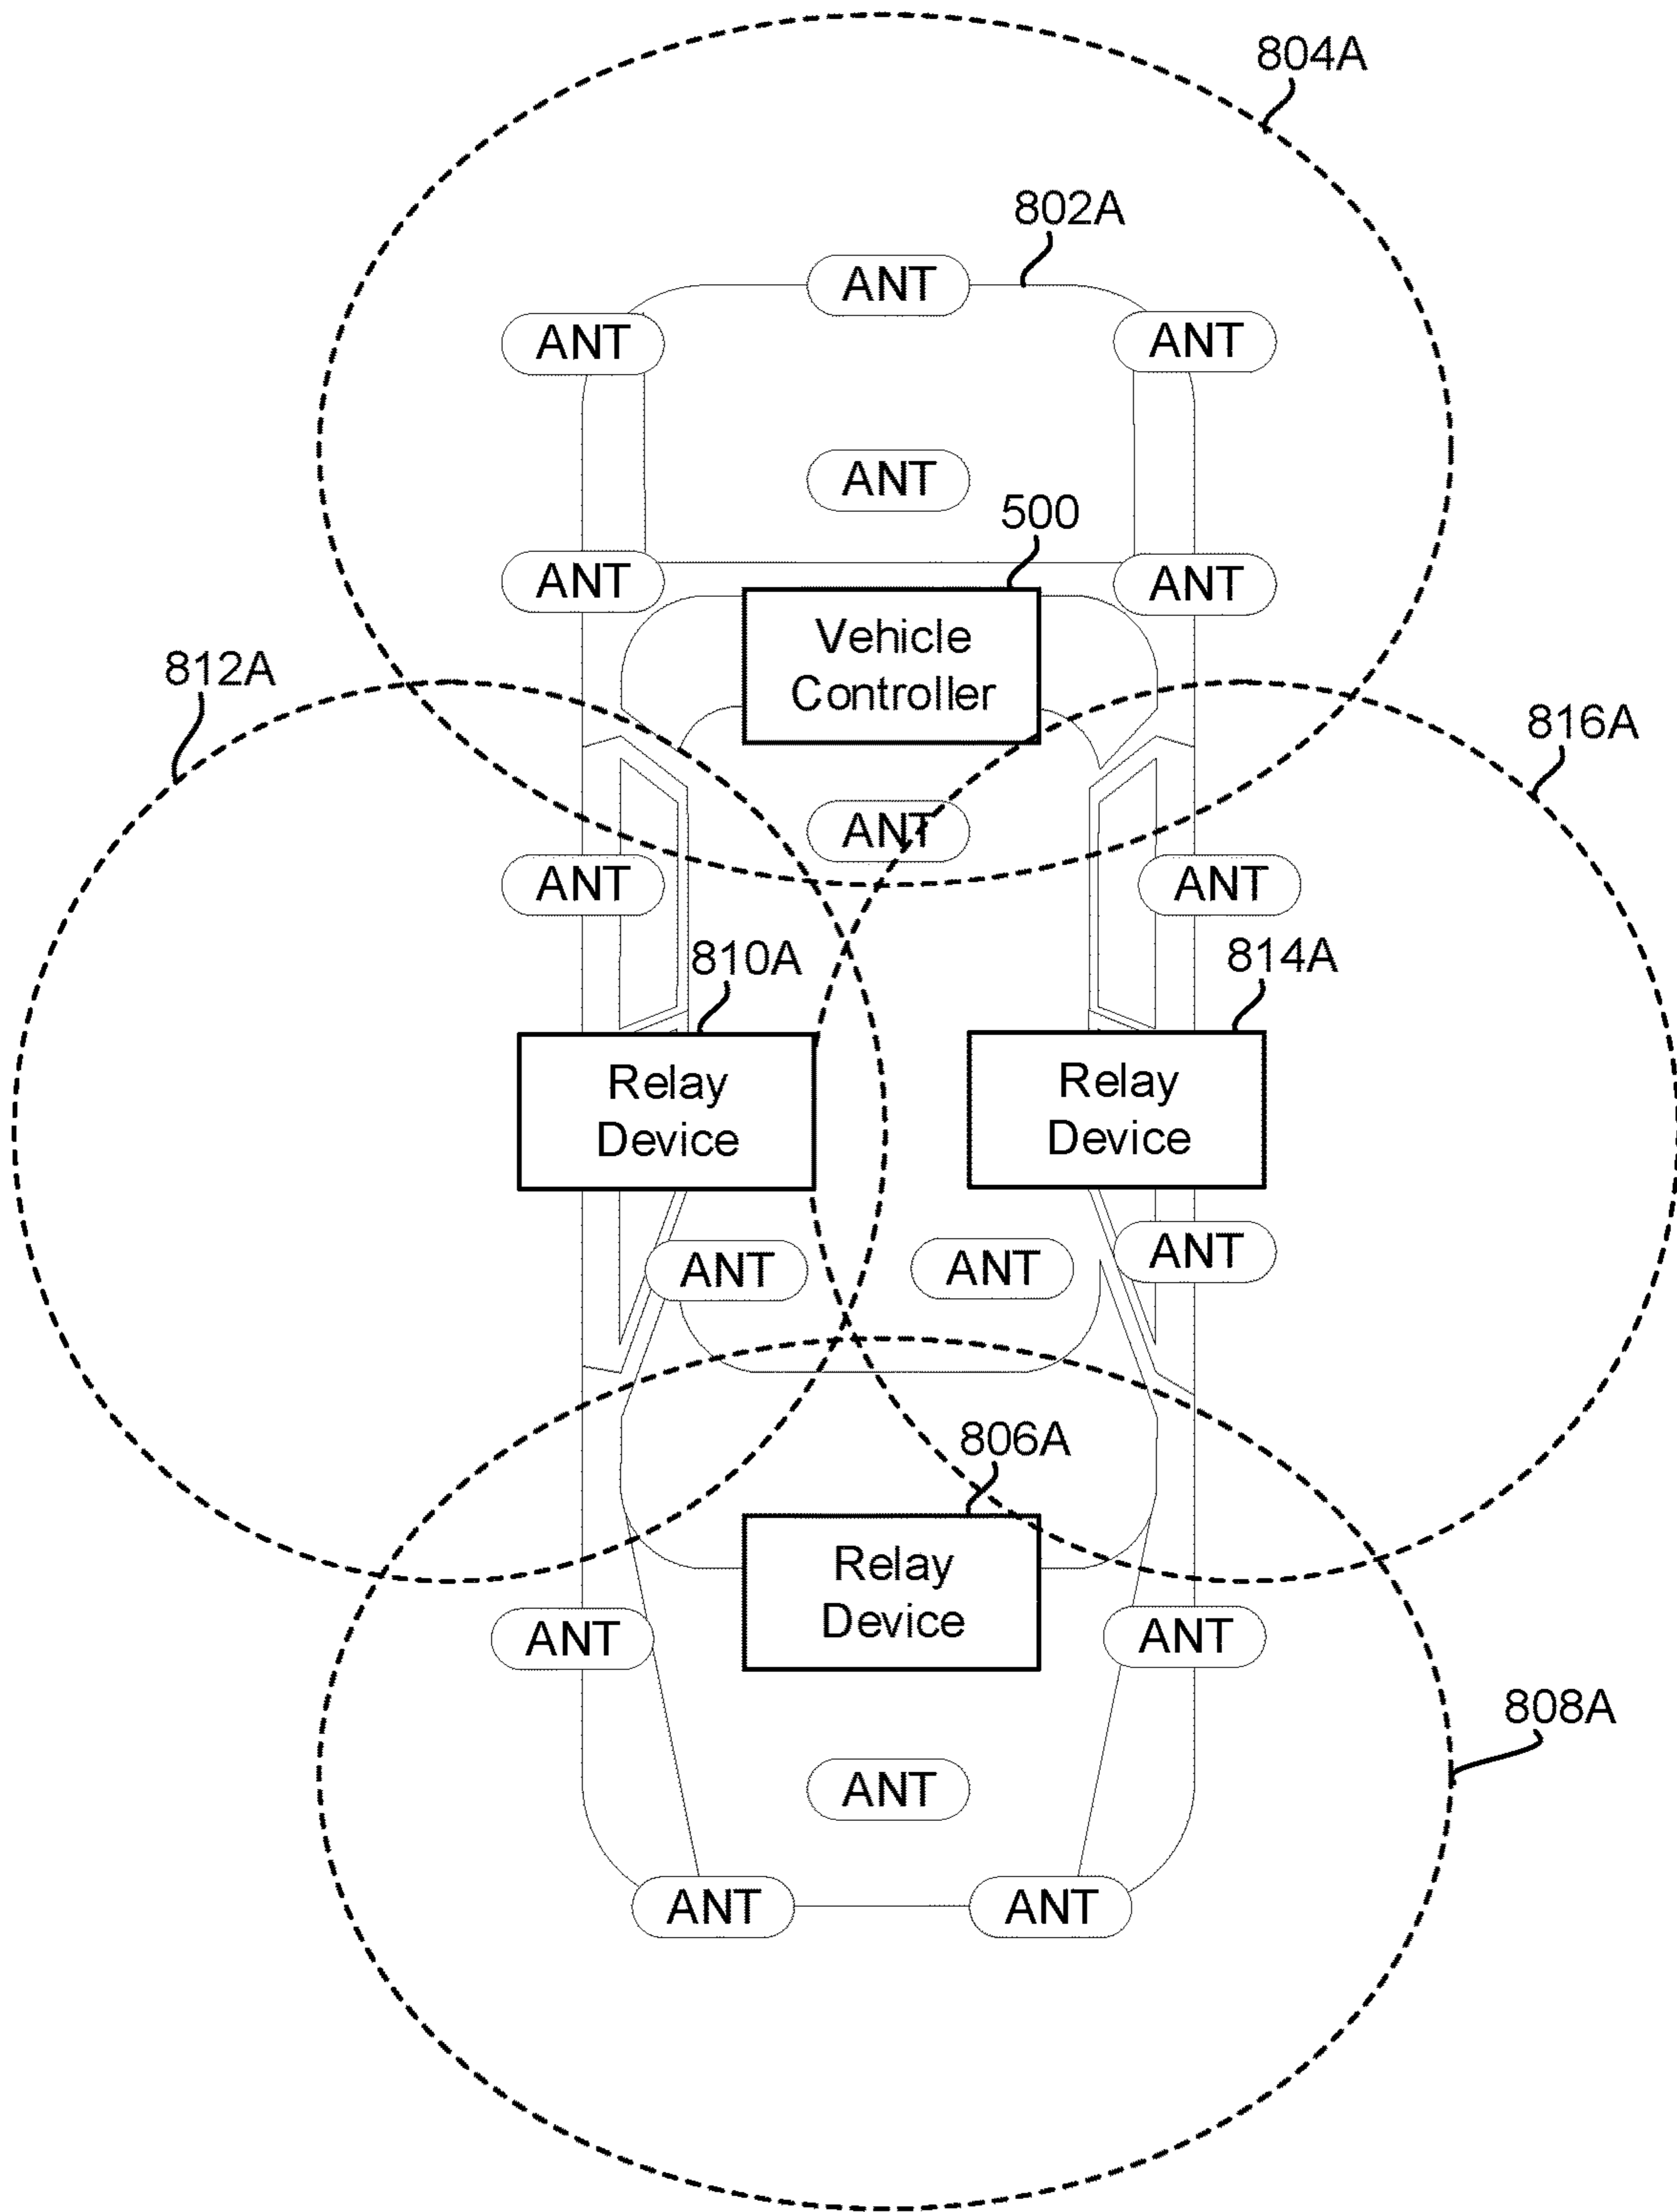 804A
802A
ANT
ANT
ANT
ANT
500
ANT
ANT
Vehicle
Controller
812A
816A
ANT
ANT
ANT
810A
814A
Relay
Device
Relay
Device
ANT
ANT
ANT
806A
Relay
Device
ANT
ANT
808A
ANT
ANT
ANT